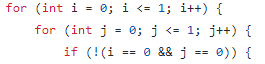 for (int i = 0; i <= 1; i++) {
    for (int j = 0; j <= 1; j++) {
        if (!(i == 0 && j == 0)) {